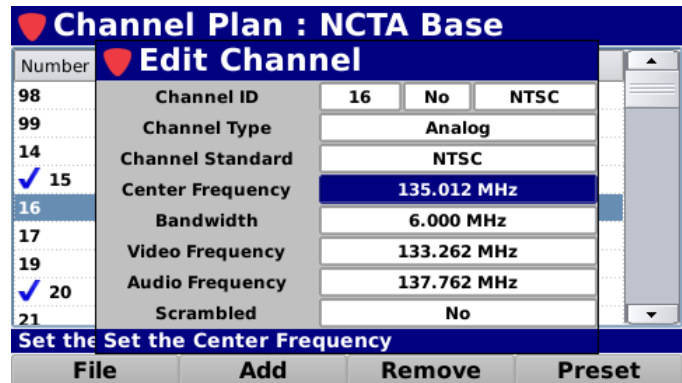 Channel Plan : NCTA Base
Edit Channel
Number
98
99
14
15
16
17
19
20
21
Channel ID 16 No NTSC
Channel Type Analog
Channel Standard NTSC
Center Frequency 135.012 MHz
Bandwidth 6.000 MHz
Video Frequency 133.262 MHz
Audio Frequency 137.762 MHz
Scrambled No
Set the Set the Center Frequency
File Add Remove Preset